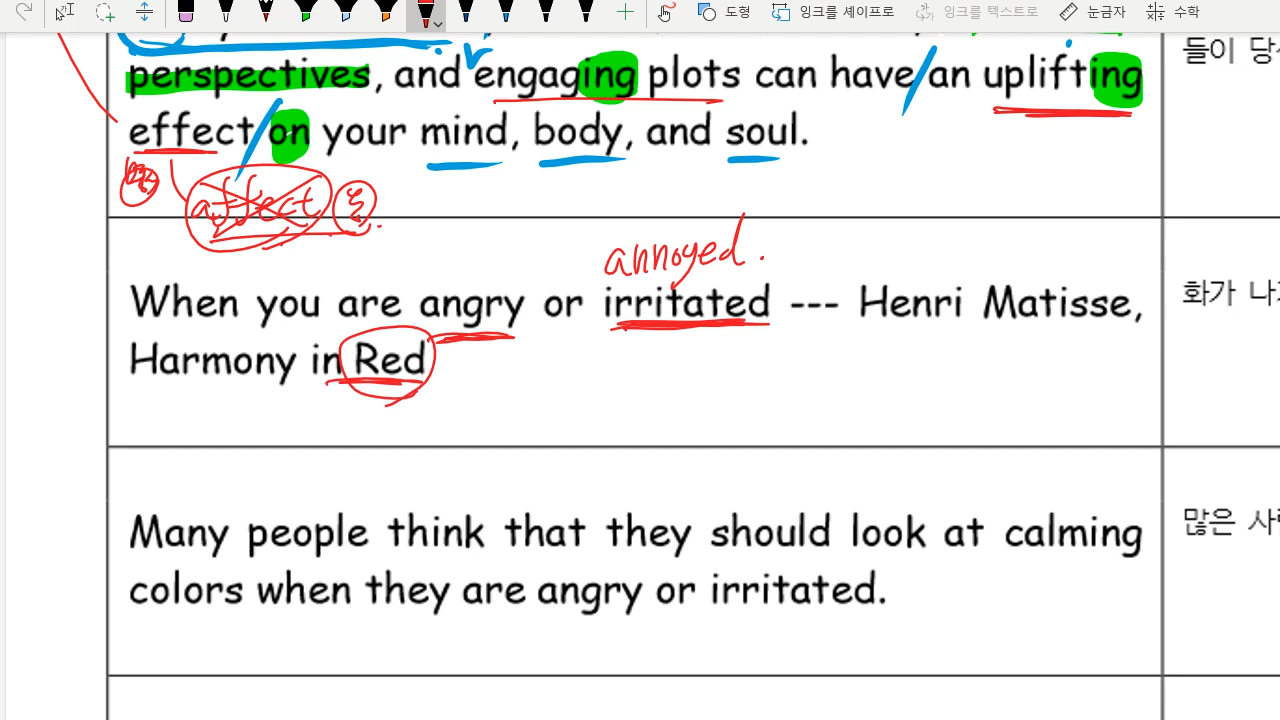 도형 잉크를 셰이프로 잉크를 텍스트로 눈금자 수학
perspectives, and engaging plots can have an uplifting
effect on your mind, body, and soul.
affect
annoyed.
When you are angry or irritated --- Henri Matisse,
Harmony in Red
화가 나
Many people think that they should look at calming
colors when they are angry or irritated.
많은 사
들이 당